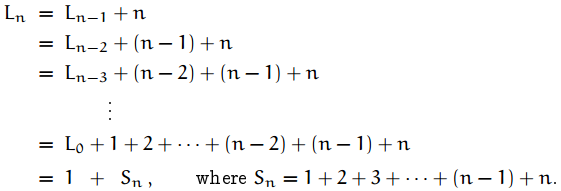 Lₙ = Lₙ₋₁ + n
= Lₙ₋₂ + (n − 1) + n
= Lₙ₋₃ + (n − 2) + (n − 1) + n
⋮
= L₀ + 1 + 2 + ··· + (n − 2) + (n − 1) + n
= 1 + Sₙ, where Sₙ = 1 + 2 + 3 + ··· + (n − 1) + n.